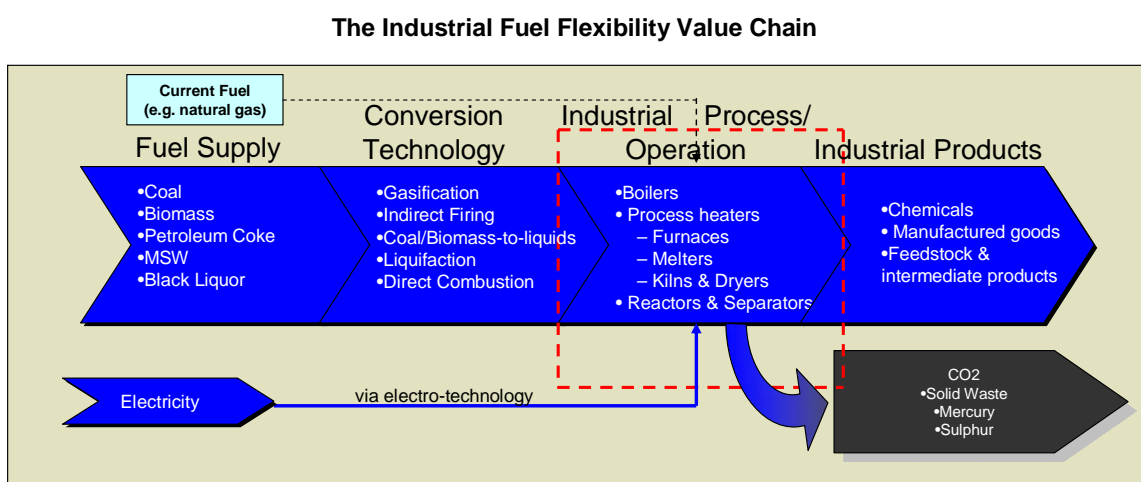 The Industrial Fuel Flexibility Value Chain
Current Fuel
(e.g. natural gas)
Fuel Supply
Conversion
Technology
Industrial Process/
Operation
Industrial Products
•Coal
•Biomass
•Petroleum Coke
•MSW
•Black Liquor
•Gasification
•Indirect Firing
•Coal/Biomass-to-liquids
•Liquifaction
•Direct Combustion
•Boilers
• Process heaters
– Furnaces
– Melters
– Kilns & Dryers
• Reactors & Separators
•Chemicals
• Manufactured goods
•Feedstock &
intermediate products
Electricity
via electro-technology
CO2
•Solid Waste
•Mercury
•Sulphur